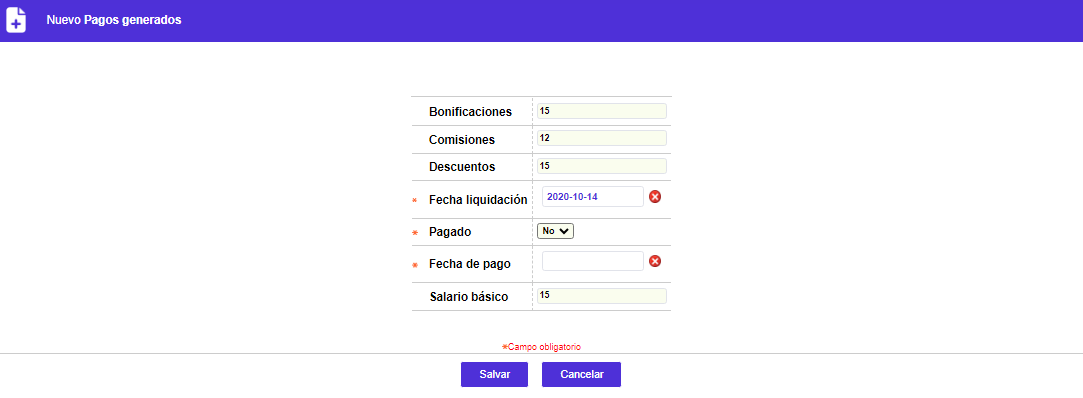 Nuevo Pagos generados
Bonificaciones 15
Comisiones 12
Descuentos 15
* Fecha liquidación 2020-10-14
* Pagado No
* Fecha de pago
Salario básico 15
*Campo obligatorio
Salvar Cancelar